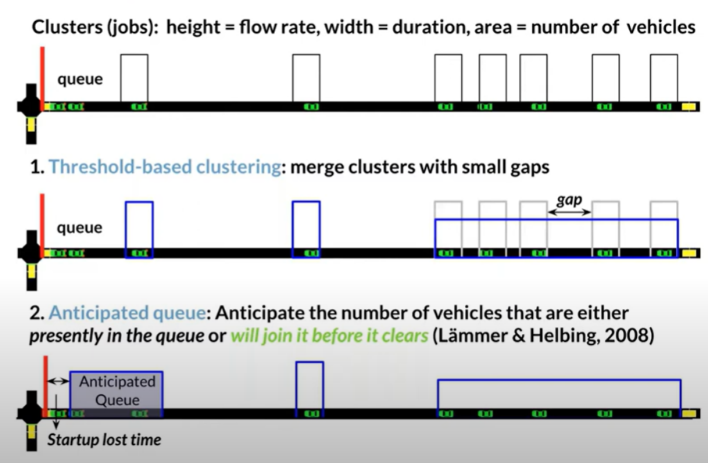 Clusters (jobs): height = flow rate, width = duration, area = number of vehicles
queue
1. Threshold-based clustering: merge clusters with small gaps
gap
queue
2. Anticipated queue: Anticipate the number of vehicles that are either
presently in the queue or will join it before it clears (Lämmer & Helbing, 2008)
Anticipated
Queue
Startup lost time